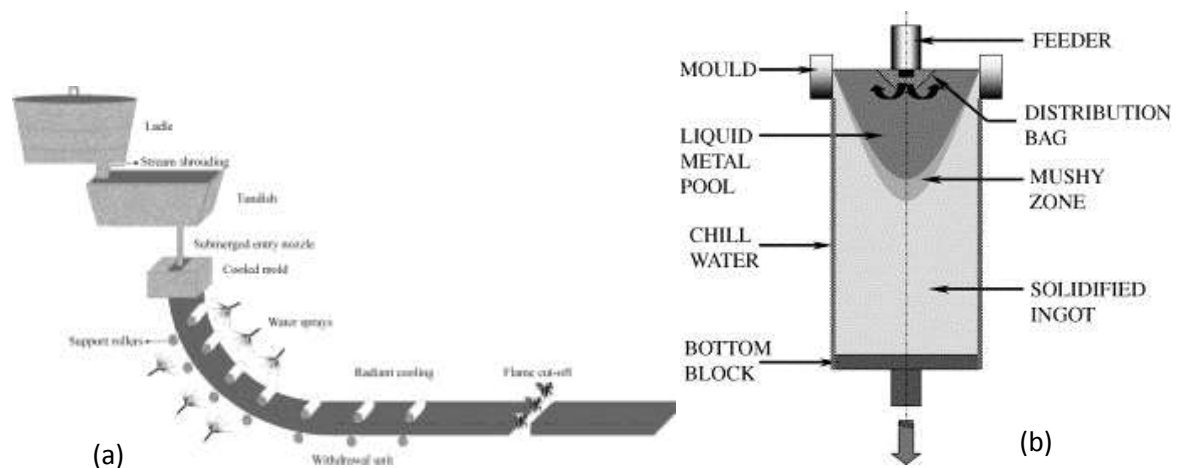 Ladle
Stream shrouding
Tundish
Submerged entry nozzle
Cooled mold
Water sprays
Support rollers
Radiant cooling
Flame cut-off
Withdrawal unit
(a)
FEEDER
MOULD
DISTRIBUTION
BAG
LIQUID
METAL
POOL
MUSHY
ZONE
CHILL
WATER
SOLIDIFIED
INGOT
BOTTOM
BLOCK
(b)